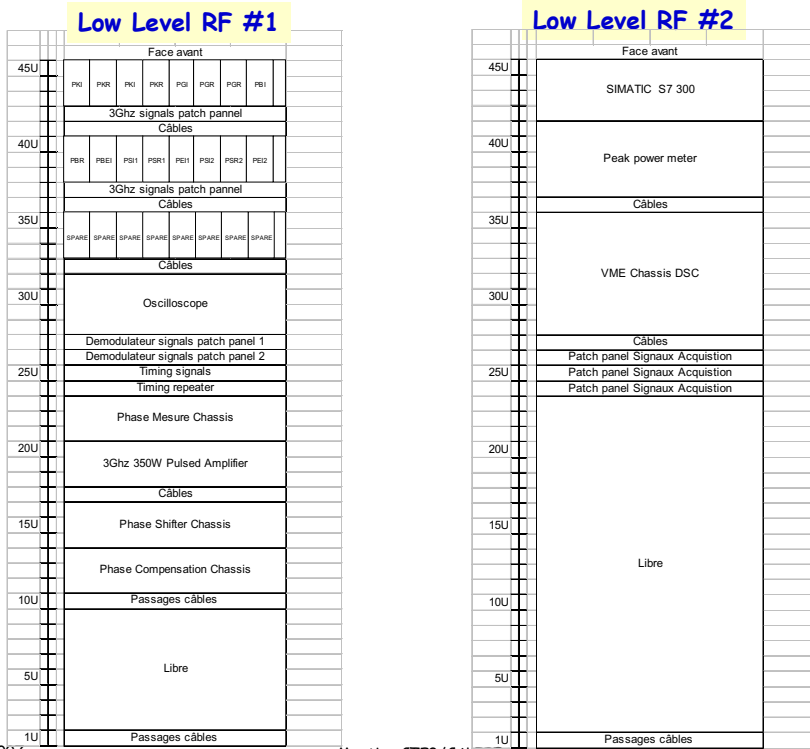 Low Level RF #1
Face avant
45U
PKI PKR PKI PKR PGI PGR PGR PBI
3Ghz signals patch pannel
Câbles
40U
PBR PBEI PSI1 PSR1 PEI1 PSI2 PSR2 PEI2
3Ghz signals patch pannel
Câbles
35U
SPARE SPARE SPARE SPARE SPARE SPARE SPARE SPARE
Câbles
30U
Oscilloscope
Demodulateur signals patch panel 1
Demodulateur signals patch panel 2
25U
Timing signals
Timing repeater
Phase Mesure Chassis
20U
3Ghz 350W Pulsed Amplifier
Câbles
15U
Phase Shifter Chassis
Phase Compensation Chassis
10U
Passages câbles
Libre
5U
1U
Passages câbles
Low Level RF #2
Face avant
45U
SIMATIC S7 300
40U
Peak power meter
Câbles
35U
VME Chassis DSC
30U
Câbles
Patch panel Signaux Acquistion
25U
Patch panel Signaux Acquistion
Patch panel Signaux Acquistion
20U
15U
Libre
10U
5U
1U
Passages câbles